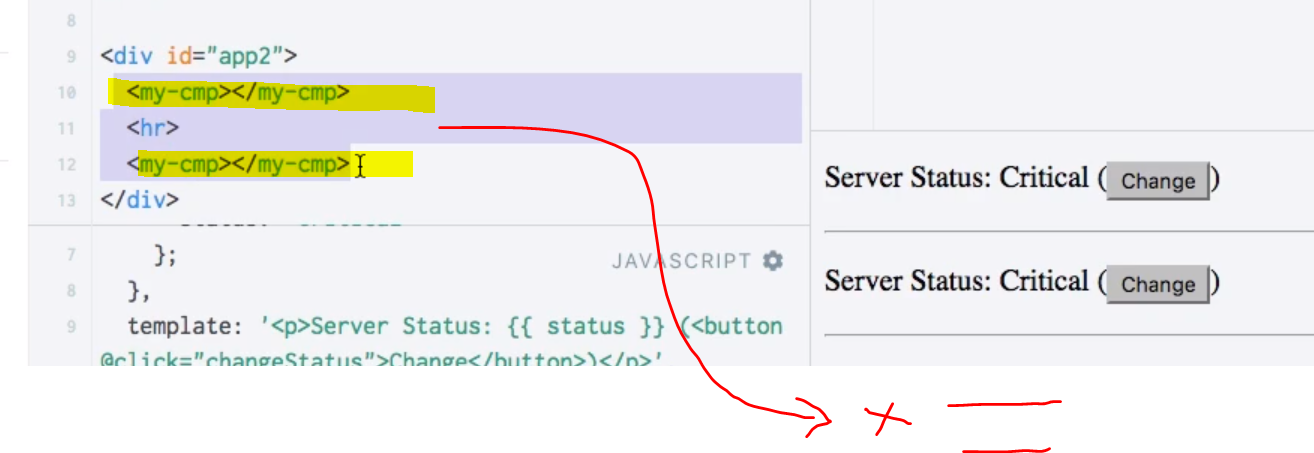 8
9 <div id="app2">
10 <my-cmp></my-cmp>
11 <hr>
12 <my-cmp></my-cmp>
13 </div>
7 };
JAVASCRIPT
8 },
9 template: '<p>Server Status: {{ status }} (<button
@click="changeStatus">Change</button>)</p>'
Server Status: Critical (Change)
Server Status: Critical (Change)